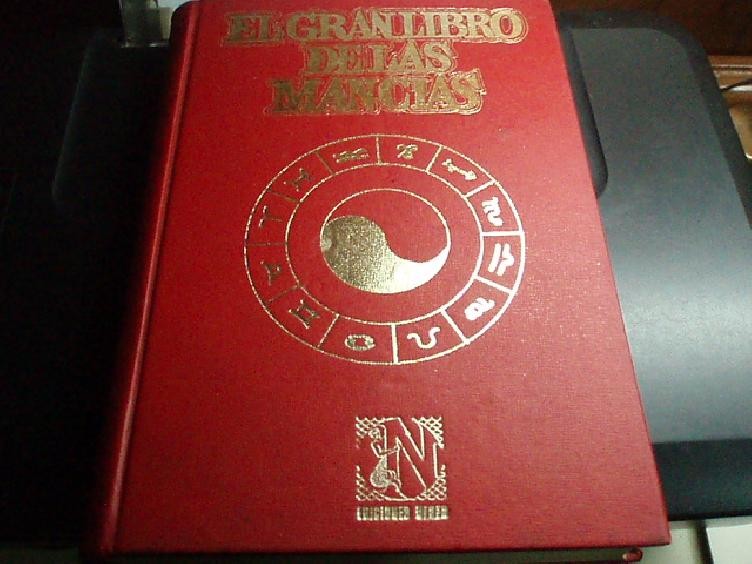 EL GRAN LIBRO
DE LAS
MANCIAS
N